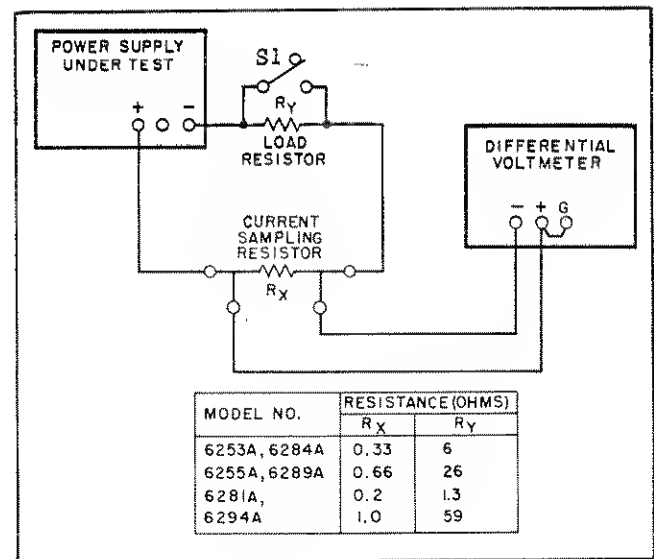 POWER SUPPLY
UNDER TEST
+ -
S1
RY
LOAD
RESISTOR
DIFFERENTIAL
VOLTMETER
- + G
CURRENT
SAMPLING
RESISTOR
RX
MODEL NO. RESISTANCE (OHMS)
RX RY
6253A, 6284A 0.33 6
6255A, 6289A 0.66 26
6281A, 0.2 1.3
6294A 1.0 59